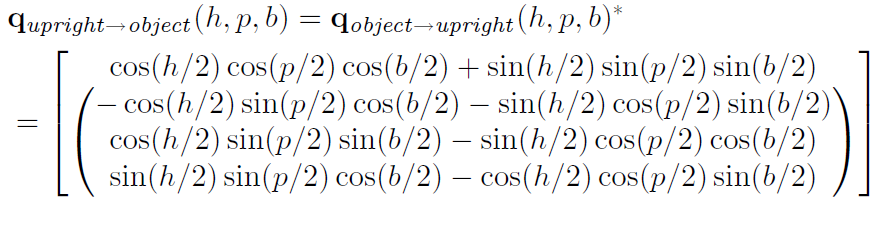 q_{upright→object}(h, p, b) = q_{object→upright}(h, p, b)*
cos(h/2) cos(p/2) cos(b/2) + sin(h/2) sin(p/2) sin(b/2)
− cos(h/2) sin(p/2) cos(b/2) − sin(h/2) cos(p/2) sin(b/2)
= cos(h/2) sin(p/2) sin(b/2) − sin(h/2) cos(p/2) cos(b/2)
sin(h/2) sin(p/2) cos(b/2) − cos(h/2) cos(p/2) sin(b/2)